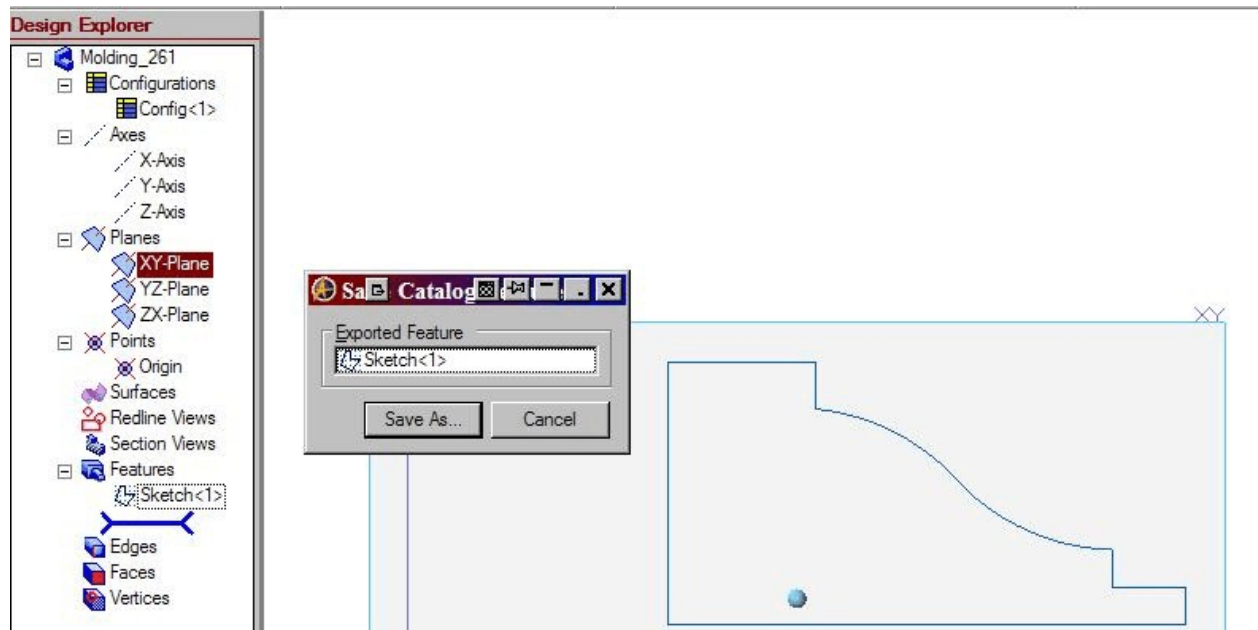 Design Explorer
Molding_261
Configurations
Config<1>
Axes
X-Axis
Y-Axis
Z-Axis
Planes
XY-Plane
YZ-Plane
ZX-Plane
Points
Origin
Surfaces
Redline Views
Section Views
Features
Sketch<1>
Edges
Faces
Vertices
Catalog
Exported Feature
Sketch<1>
Save As...
Cancel
XY